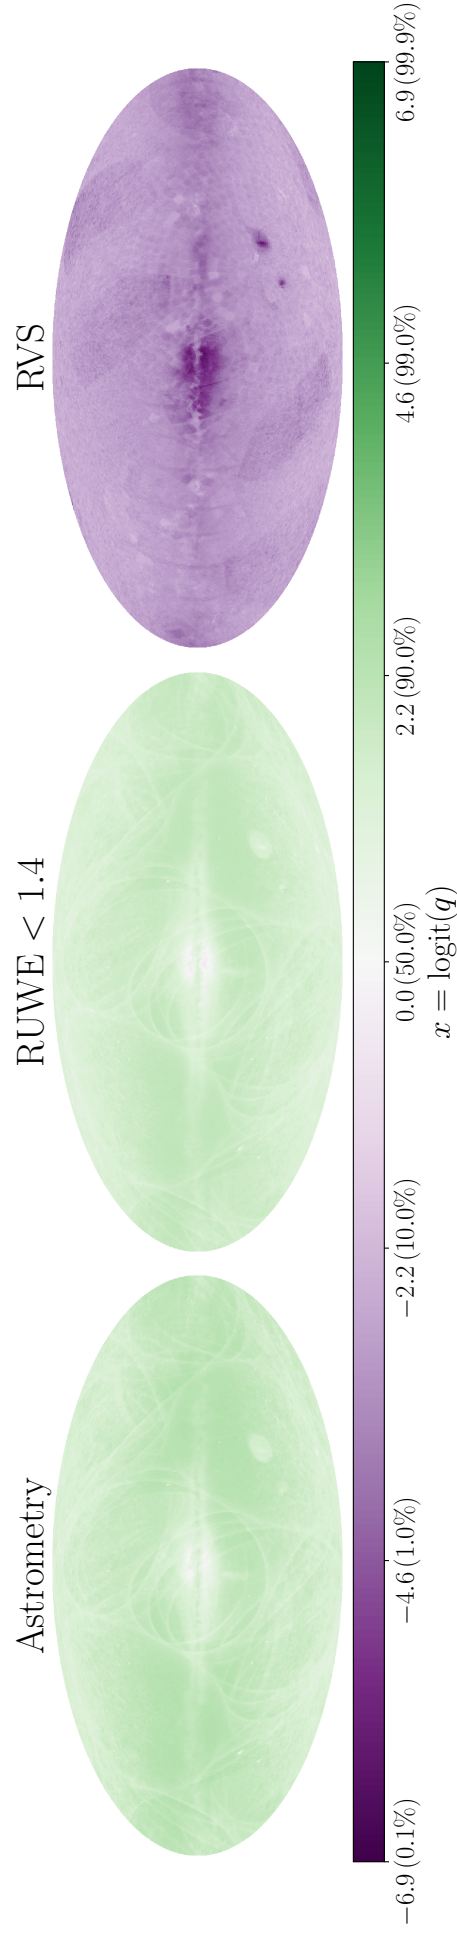 Astrometry
RUWE < 1.4
RVS
−6.9 (0.1%)
−4.6 (1.0%)
−2.2 (10.0%)
0.0 (50.0%)
2.2 (90.0%)
4.6 (99.0%)
6.9 (99.9%)
x = logit(q)